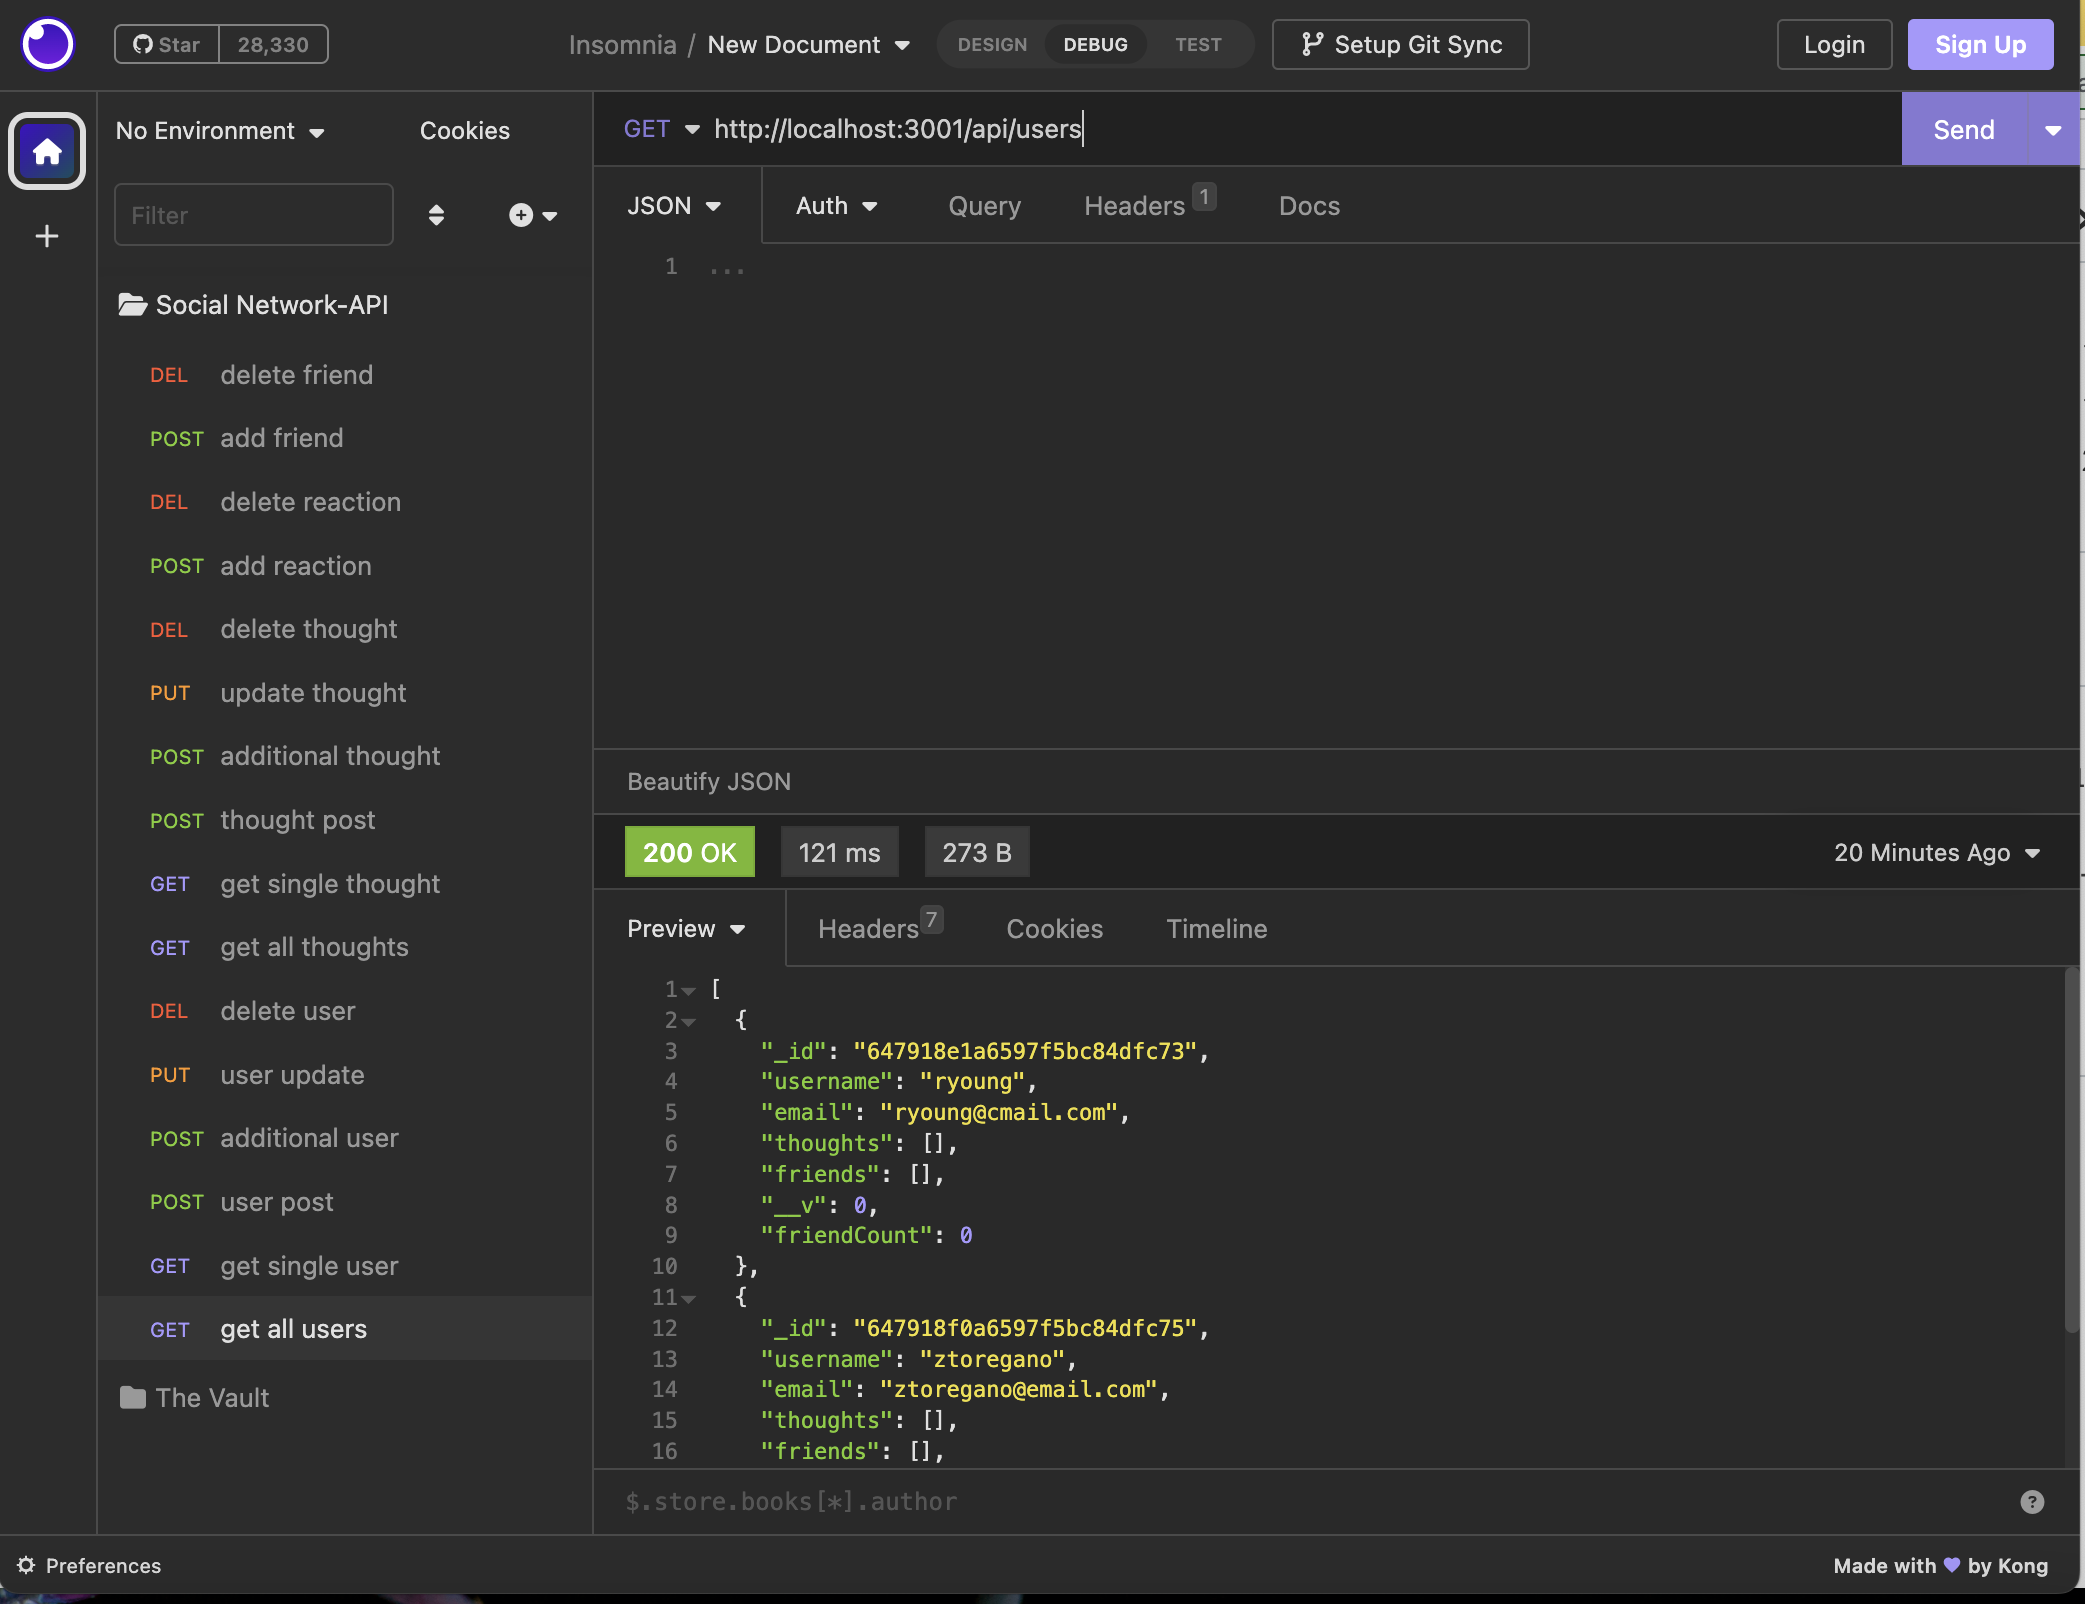 Star 28,330 Insomnia / New Document DESIGN DEBUG TEST Setup Git Sync Login Sign Up
No Environment Cookies
Filter
Social Network-API
DEL delete friend
POST add friend
DEL delete reaction
POST add reaction
DEL delete thought
PUT update thought
POST additional thought
POST thought post
GET get single thought
GET get all thoughts
DEL delete user
PUT user update
POST additional user
POST user post
GET get single user
GET get all users
The Vault
GET http://localhost:3001/api/users Send
JSON Auth Query Headers 1 Docs
1 ...
Beautify JSON
200 OK 121 ms 273 B 20 Minutes Ago
Preview Headers 7 Cookies Timeline
1 [
2 {
3 "_id": "647918e1a6597f5bc84dfc73",
4 "username": "ryoung",
5 "email": "ryoung@cmail.com",
6 "thoughts": [],
7 "friends": [],
8 "__v": 0,
9 "friendCount": 0
10 },
11 {
12 "_id": "647918f0a6597f5bc84dfc75",
13 "username": "ztoregano",
14 "email": "ztoregano@email.com",
15 "thoughts": [],
16 "friends": [],
$.store.books[*].author ?
Preferences Made with 💜 by Kong